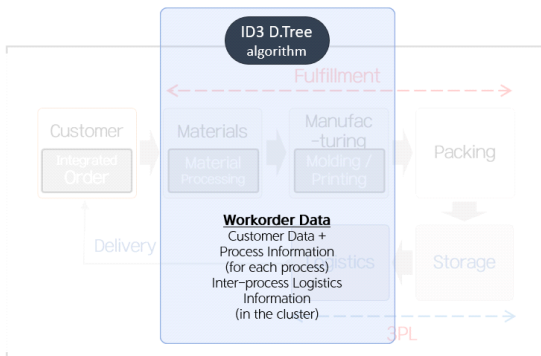 ID3 D.Tree
algorithm
Fulfillment
Customer
Integrated
Order
Materials
Material
Processing
Manufac
-turing
Molding /
Printing
Packing
Workorder Data
Customer Data +
Process Information
(for each process)
Inter-process Logistics
Information
(in the cluster)
Delivery
Logistics
Storage
3PL